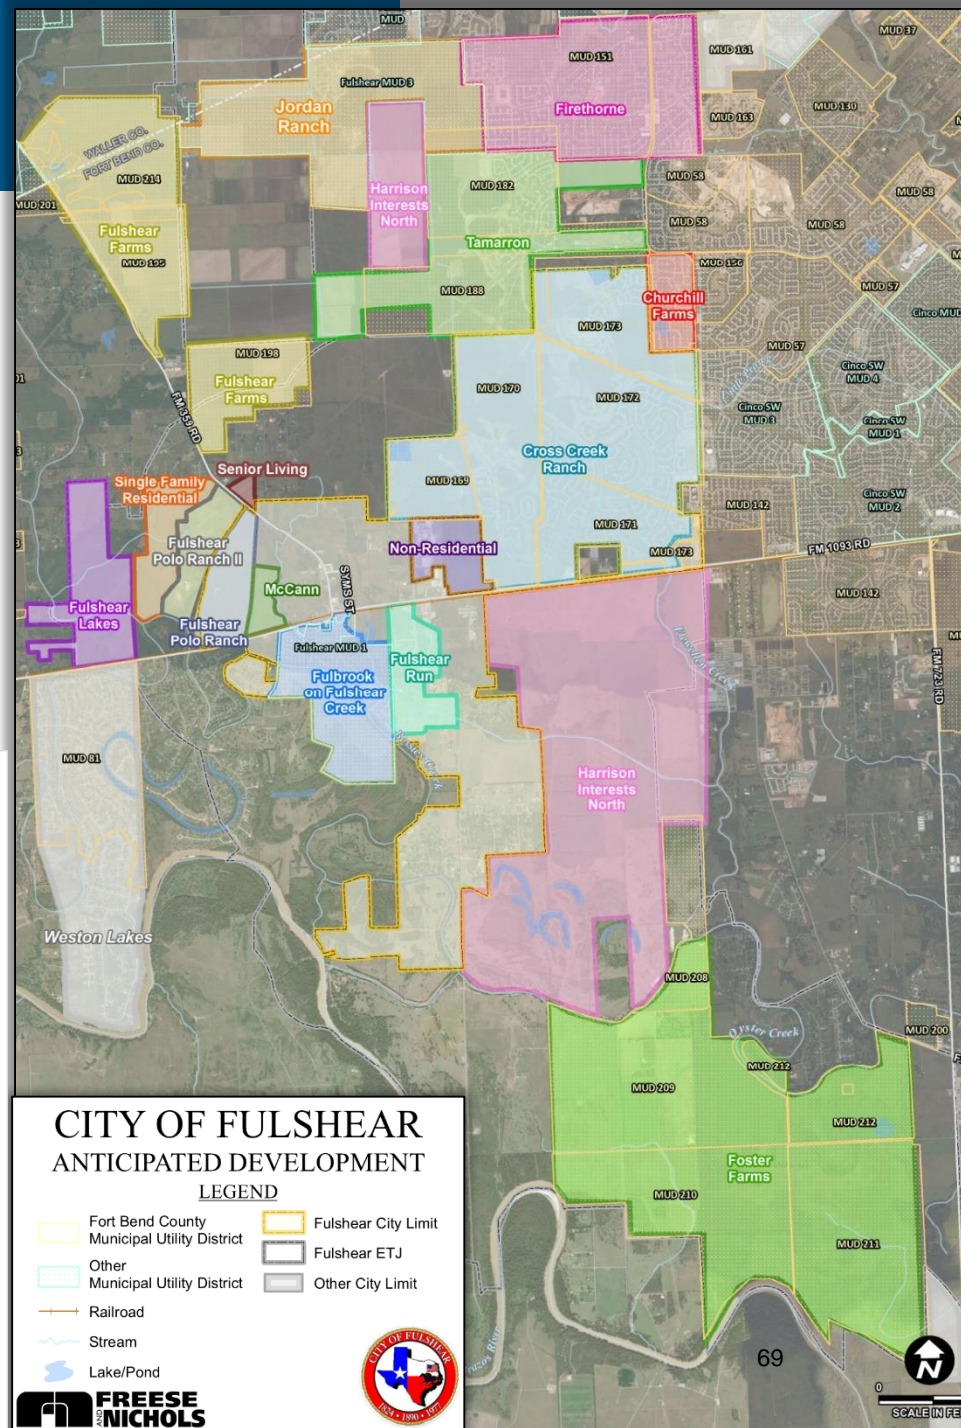 MUD
MUD 37
MUD 151
MUD 161
Fulshear MUD 3
Jordan
Ranch
Firethorne
MUD 130
MUD 163
WALLER CO.
FORT BEND CO.
MUD 214
MUD 201
Harrison
Interests
North
MUD 182
MUD 58
MUD 58
MUD 58
MUD 58
Fulshear
Farms
MUD 195
Tamarron
MUD 156
MUD 188
Churchill
Farms
MUD 57
Cinco MUD
MUD 173
MUD 198
MUD 57
Cinco SW
MUD 4
Fulshear
Farms
MUD 170
MUD 172
Cinco SW
MUD 3
FM 359 RD
Cinco SW
MUD 1
Cross Creek
Ranch
Senior Living
Single Family
Residential
MUD 169
Cinco SW
MUD 2
MUD 142
MUD 171
Fulshear
Polo Ranch II
Non-Residential
MUD 173
FM 1093 RD
McCann
SYMS ST
MUD 142
Fulshear
Lakes
Fulshear
Polo Ranch
Fulshear MUD 1
Fulshear
Run
Fulbrook
on Fulshear
Creek
FM 723 RD
MUD 81
Harrison
Interests
North
Weston Lakes
MUD 208
Oyster Creek
MUD 200
MUD 212
MUD 209
MUD 212
Foster
Farms
MUD 210
MUD 211
CITY OF FULSHEAR
ANTICIPATED DEVELOPMENT
LEGEND
Fort Bend County
Municipal Utility District
Other
Municipal Utility District
Railroad
Stream
Lake/Pond
Fulshear City Limit
Fulshear ETJ
Other City Limit
FREESE
AND NICHOLS
CITY OF FULSHEAR
1824 • 1890 • 1977
69
N
0
SCALE IN FE